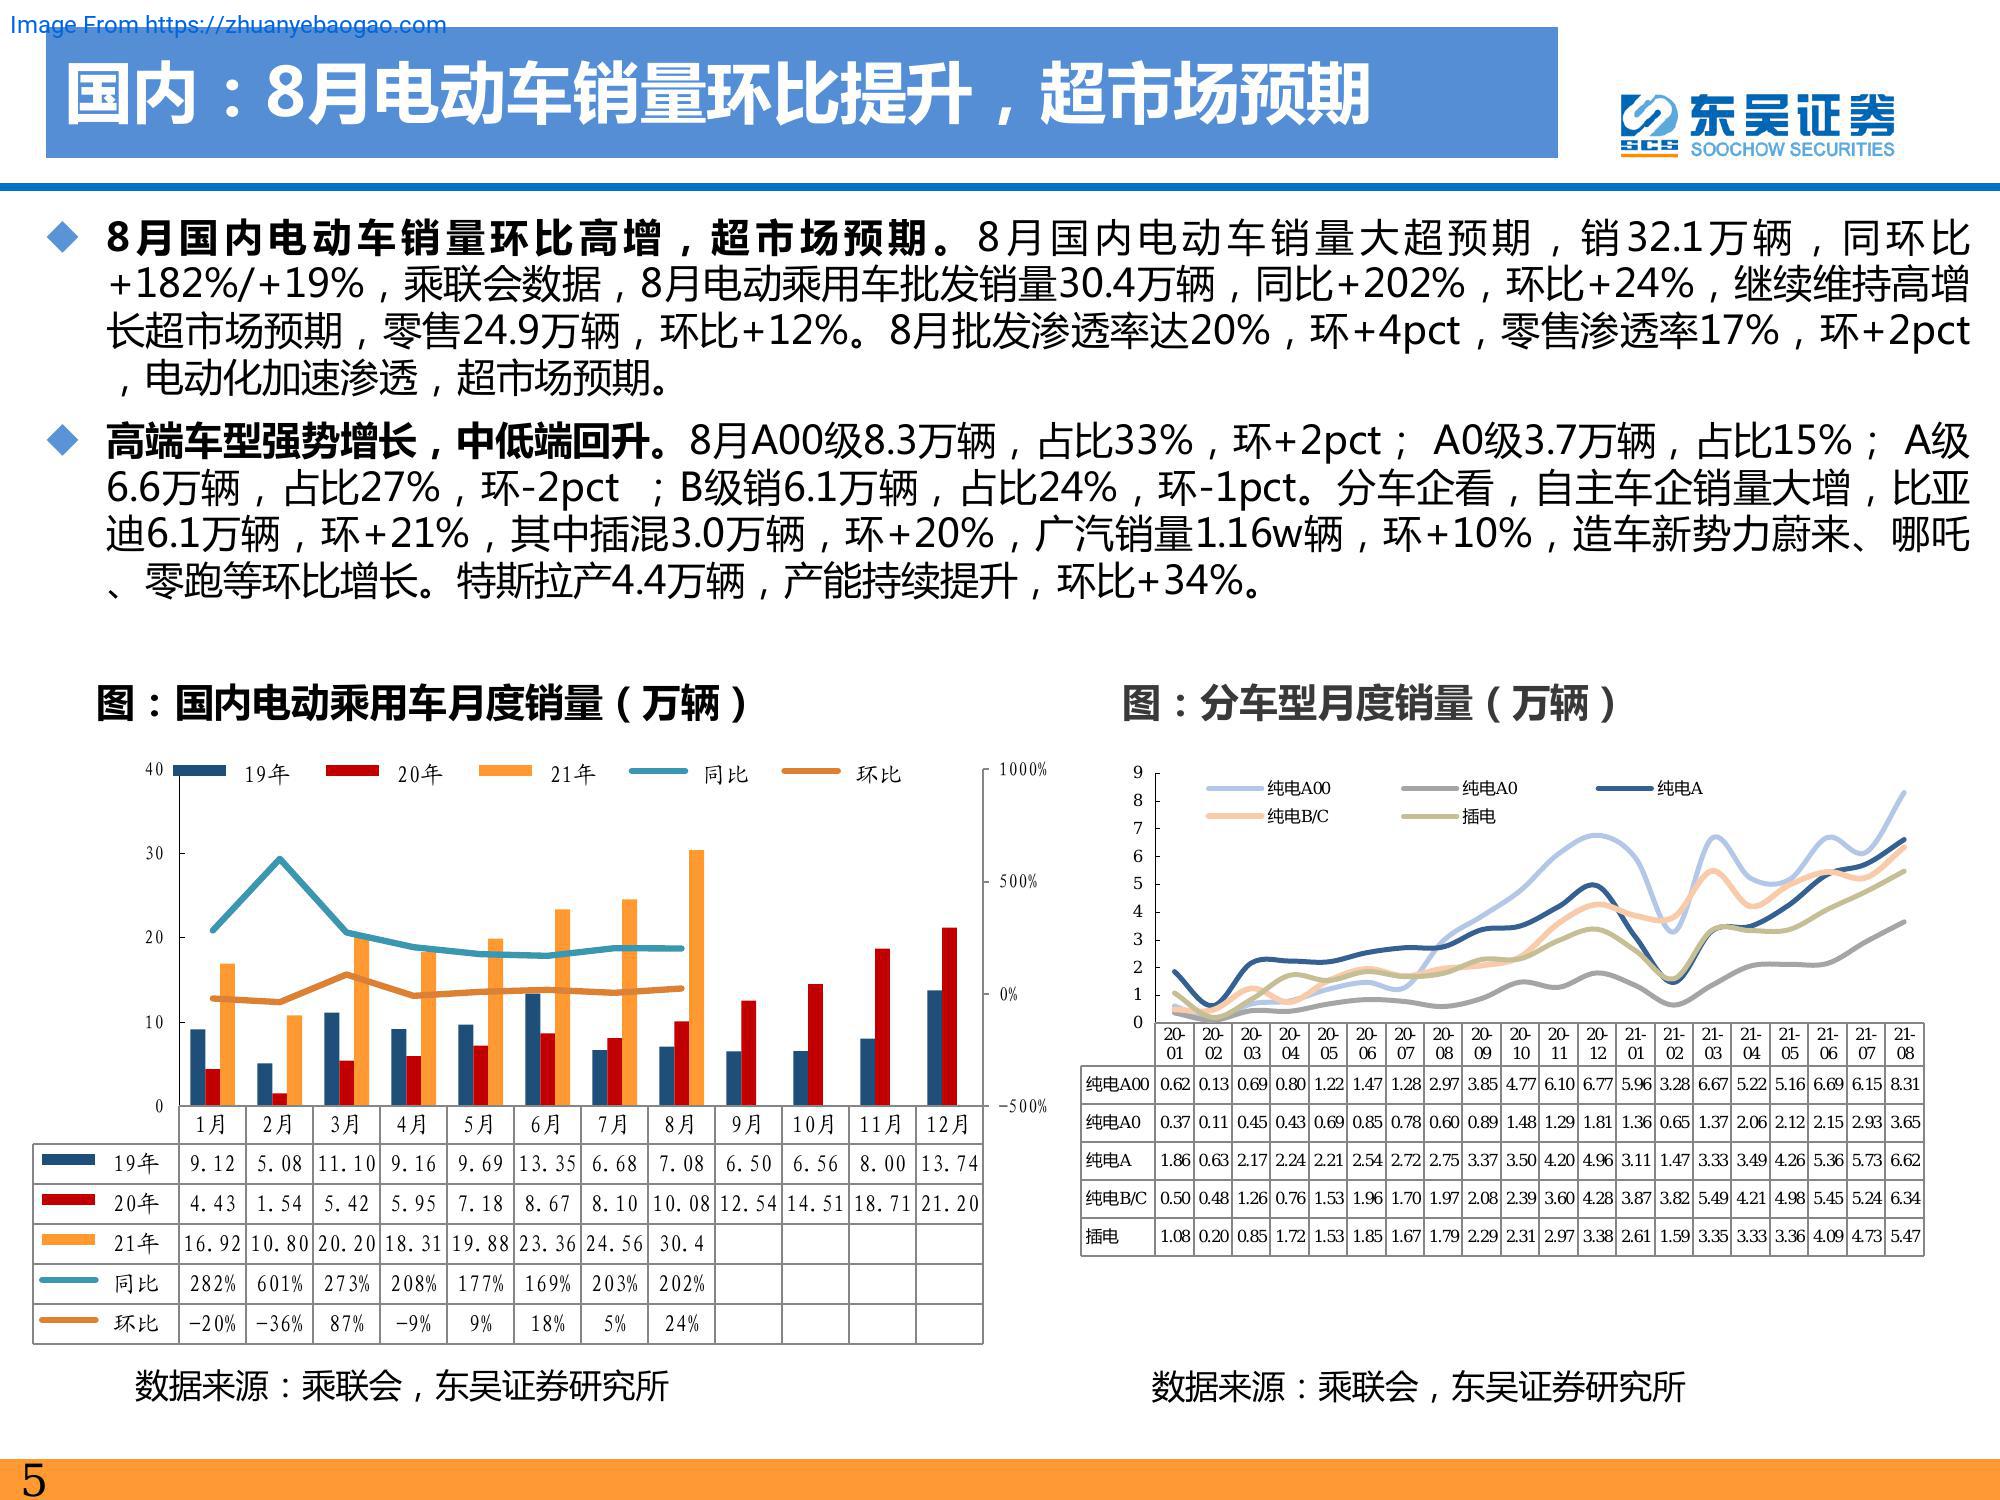 Image From https://zhuanyebaogao.com
国内：8月电动车销量环比提升，超市场预期
东吴证券
SCS SOOCHOW SECURITIES
8月国内电动车销量环比高增，超市场预期。8月国内电动车销量大超预期，销32.1万辆，同环比
+182%/+19%，乘联会数据，8月电动乘用车批发销量30.4万辆，同比+202%，环比+24%，继续维持高增
长超市场预期，零售24.9万辆，环比+12%。8月批发渗透率达20%，环+4pct，零售渗透率17%，环+2pct
，电动化加速渗透，超市场预期。
高端车型强势增长，中低端回升。8月A00级8.3万辆，占比33%，环+2pct； A0级3.7万辆，占比15%； A级
6.6万辆，占比27%，环-2pct ；B级销6.1万辆，占比24%，环-1pct。分车企看，自主车企销量大增，比亚
迪6.1万辆，环+21%，其中插混3.0万辆，环+20%，广汽销量1.16w辆，环+10%，造车新势力蔚来、哪吒
、零跑等环比增长。特斯拉产4.4万辆，产能持续提升，环比+34%。
图：国内电动乘用车月度销量（万辆）
19年 20年 21年 同比 环比
40
30
20
10
0
1000%
500%
0%
-500%
1月 2月 3月 4月 5月 6月 7月 8月 9月 10月 11月 12月
19年 9.12 5.08 11.10 9.16 9.69 13.35 6.68 7.08 6.50 6.56 8.00 13.74
20年 4.43 1.54 5.42 5.95 7.18 8.67 8.10 10.08 12.54 14.51 18.71 21.20
21年 16.92 10.80 20.20 18.31 19.88 23.36 24.56 30.4
同比 282% 601% 273% 208% 177% 169% 203% 202%
环比 -20% -36% 87% -9% 9% 18% 5% 24%
数据来源：乘联会，东吴证券研究所
图：分车型月度销量（万辆）
纯电A00 纯电A0 纯电A
纯电B/C 插电
9
8
7
6
5
4
3
2
1
0
20-01 20-02 20-03 20-04 20-05 20-06 20-07 20-08 20-09 20-10 20-11 20-12 21-01 21-02 21-03 21-04 21-05 21-06 21-07 21-08
纯电A00 0.62 0.13 0.69 0.80 1.22 1.47 1.28 2.97 3.85 4.77 6.10 6.77 5.96 3.28 6.67 5.22 5.16 6.69 6.15 8.31
纯电A0 0.37 0.11 0.45 0.43 0.69 0.85 0.78 0.60 0.89 1.48 1.29 1.81 1.36 0.65 1.37 2.06 2.12 2.15 2.93 3.65
纯电A 1.86 0.63 2.17 2.24 2.21 2.54 2.72 2.75 3.37 3.50 4.20 4.96 3.11 1.47 3.33 3.49 4.26 5.36 5.73 6.62
纯电B/C 0.50 0.48 1.26 0.76 1.53 1.96 1.70 1.97 2.08 2.39 3.60 4.28 3.87 3.82 5.49 4.21 4.98 5.45 5.24 6.34
插电 1.08 0.20 0.85 1.72 1.53 1.85 1.67 1.79 2.29 2.31 2.97 3.38 2.61 1.59 3.35 3.33 3.36 4.09 4.73 5.47
数据来源：乘联会，东吴证券研究所
5